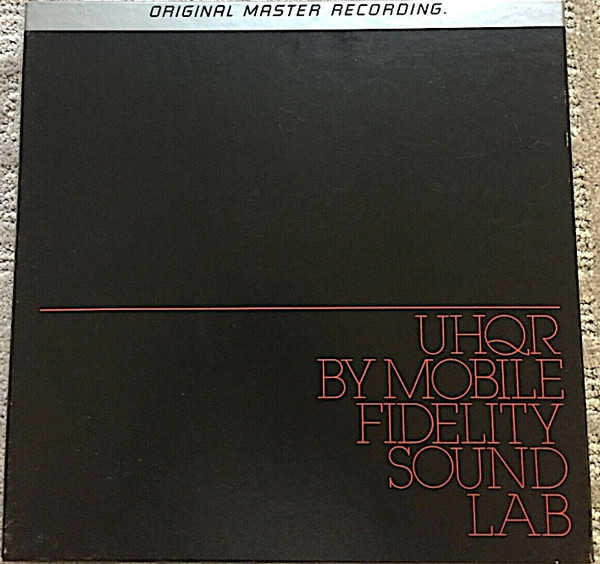 ORIGINAL MASTER RECORDING.
UHQR
BY MOBILE
FIDELITY
SOUND
LAB